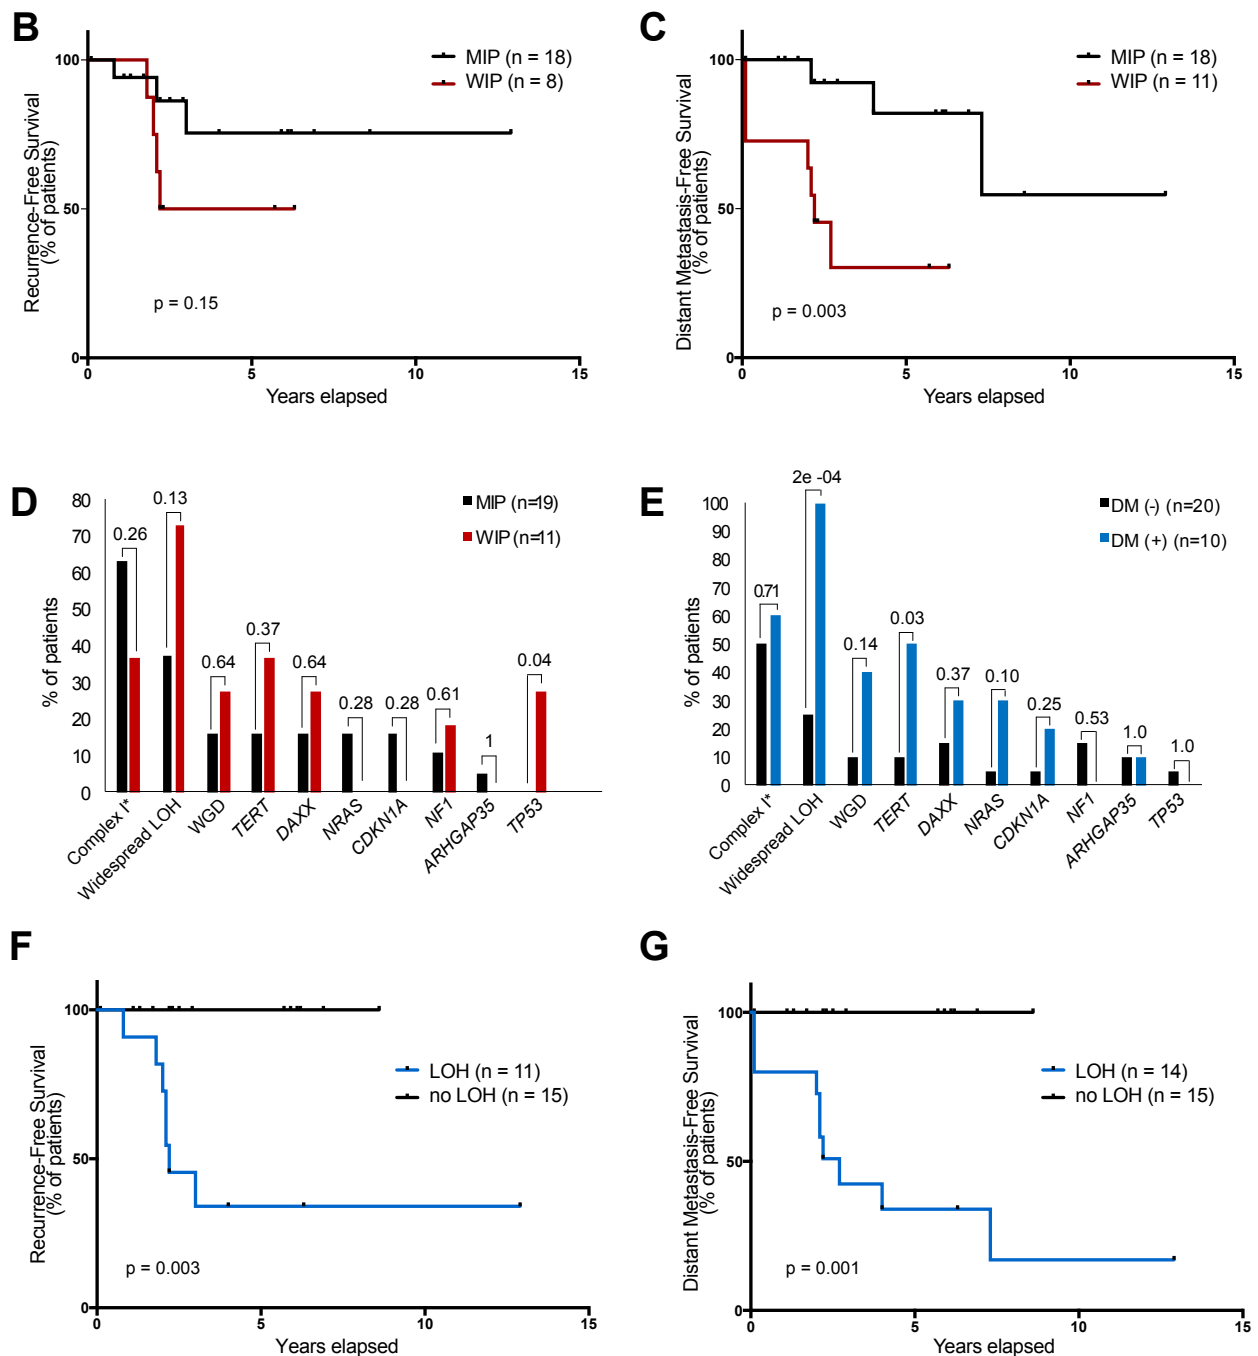 B
100
50
0
0
5
10
15
Recurrence-Free Survival
(% of patients)
MIP (n = 18)
WIP (n = 8)
p = 0.15
Years elapsed
C
100
50
0
0
5
10
15
Distant Metastasis-Free Survival
(% of patients)
MIP (n = 18)
WIP (n = 11)
p = 0.003
Years elapsed
D
80
70
60
50
40
30
20
10
0
% of patients
MIP (n=19)
WIP (n=11)
0.26
0.13
0.64
0.37
0.64
0.28
0.28
0.61
1
0.04
Complex I*
Widespread LOH
WGD
TERT
DAXX
NRAS
CDKN1A
NF1
ARHGAP35
TP53
E
100
90
80
70
60
50
40
30
20
10
0
% of patients
DM (-) (n=20)
DM (+) (n=10)
0.71
2e -04
0.14
0.03
0.37
0.10
0.25
0.53
1.0
1.0
Complex I*
Widespread LOH
WGD
TERT
DAXX
NRAS
CDKN1A
NF1
ARHGAP35
TP53
F
100
50
0
0
5
10
15
Recurrence-Free Survival
(% of patients)
LOH (n = 11)
no LOH (n = 15)
p = 0.003
Years elapsed
G
100
50
0
0
5
10
15
Distant Metastasis-Free Survival
(% of patients)
LOH (n = 14)
no LOH (n = 15)
p = 0.001
Years elapsed